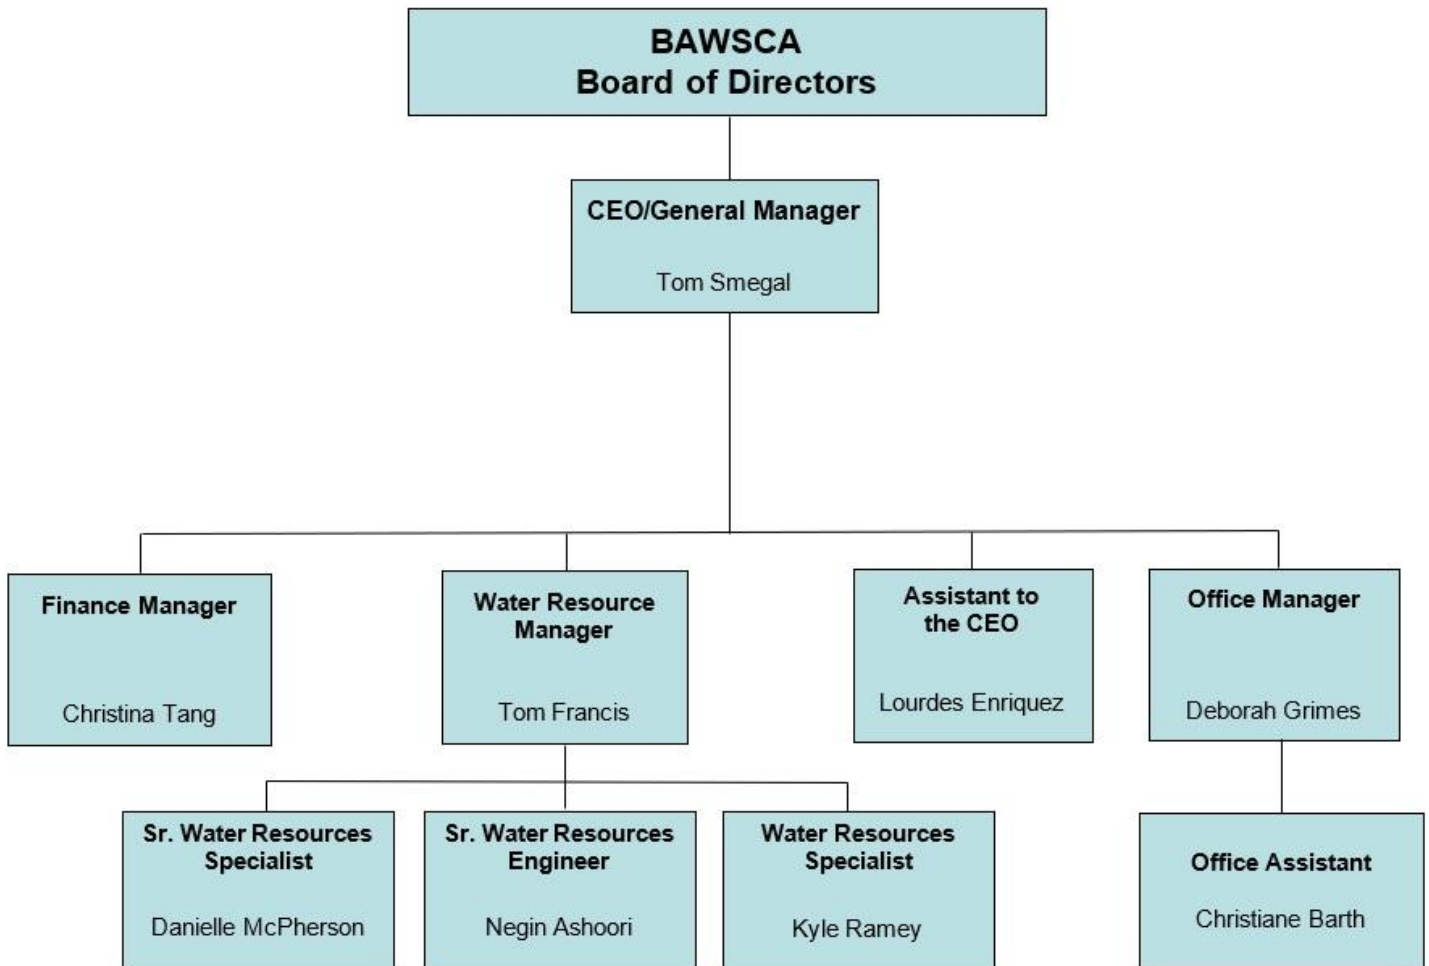 BAWSCA
Board of Directors
CEO/General Manager
Tom Smegal
Finance Manager
Christina Tang
Water Resource
Manager
Tom Francis
Assistant to
the CEO
Lourdes Enriquez
Office Manager
Deborah Grimes
Sr. Water Resources
Specialist
Danielle McPherson
Sr. Water Resources
Engineer
Negin Ashoori
Water Resources
Specialist
Kyle Ramey
Office Assistant
Christiane Barth